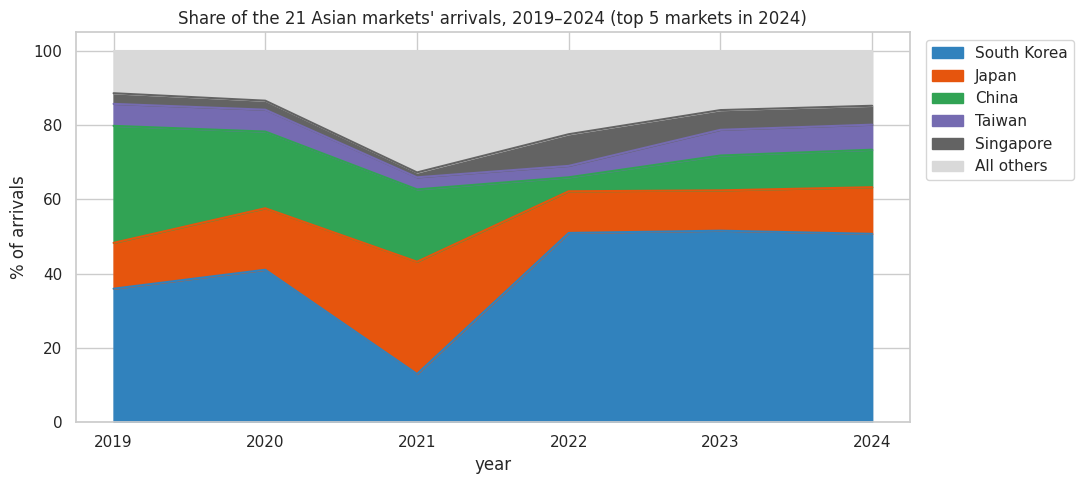 Share of the 21 Asian markets' arrivals, 2019–2024 (top 5 markets in 2024)
100
80
60
40
20
0
% of arrivals
2019 2020 2021 2022 2023 2024
year
South Korea
Japan
China
Taiwan
Singapore
All others